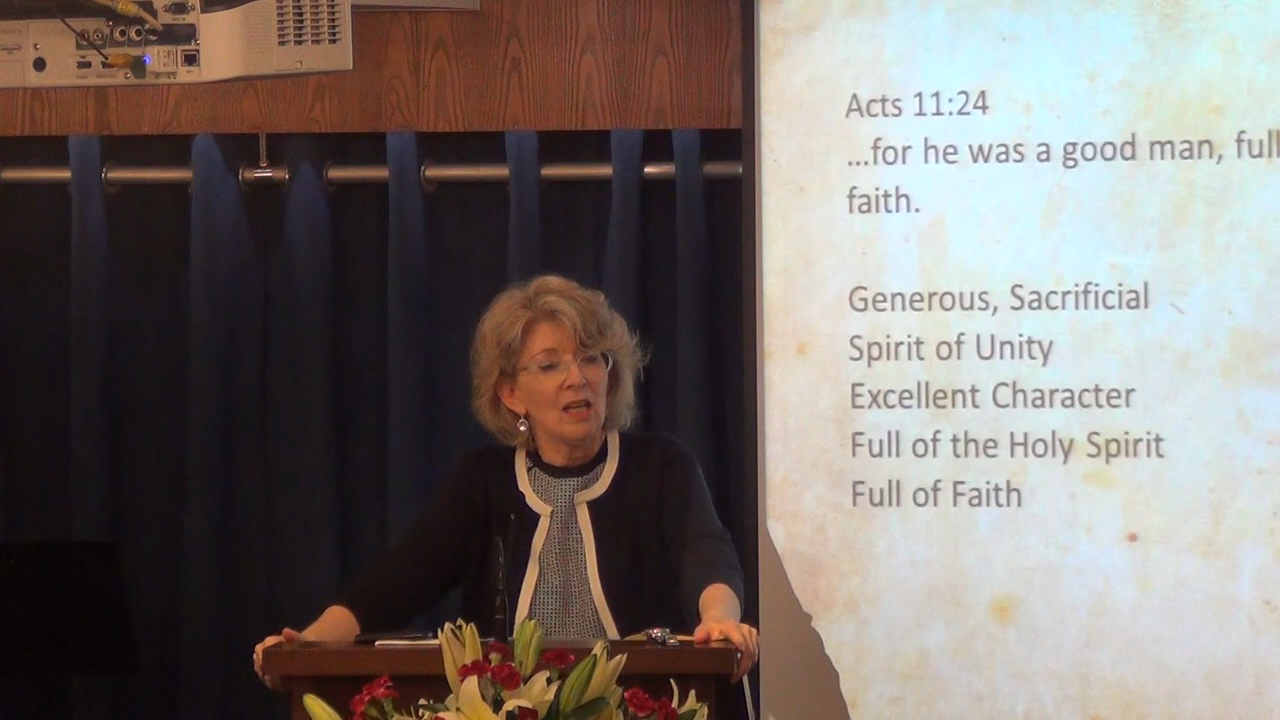 Acts 11:24
...for he was a good man, full
faith.
Generous, Sacrificial
Spirit of Unity
Excellent Character
Full of the Holy Spirit
Full of Faith